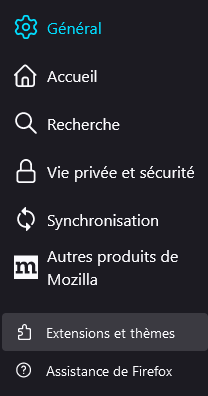 Général
Accueil
Recherche
Vie privée et sécurité
Synchronisation
Autres produits de
Mozilla
Extensions et thèmes
Assistance de Firefox